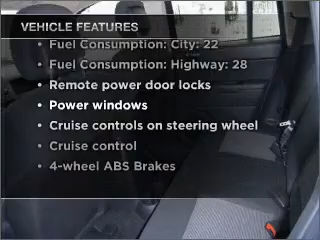 VEHICLE FEATURES
• Fuel Consumption: City: 22
• Fuel Consumption: Highway: 28
• Remote power door locks
• Power windows
• Cruise controls on steering wheel
• Cruise control
• 4-wheel ABS Brakes